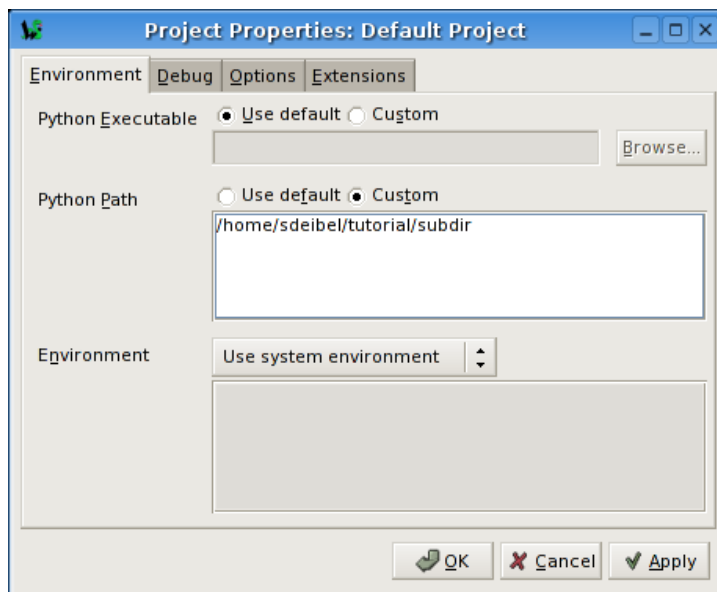 Project Properties: Default Project
Environment Debug Options Extensions
Python Executable Use default Custom
Browse...
Python Path Use default Custom
/home/sdeibel/tutorial/subdir
Environment Use system environment
OK Cancel Apply